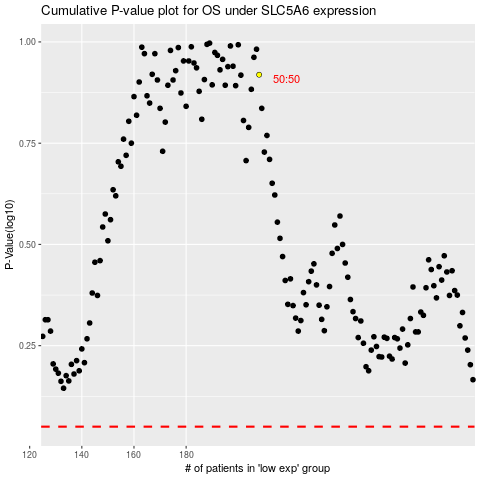 Cumulative P-value plot for OS under SLC5A6 expression
P-Value(log10)
1.00
0.75
0.50
0.25
50:50
120 140 160 180
# of patients in 'low exp' group